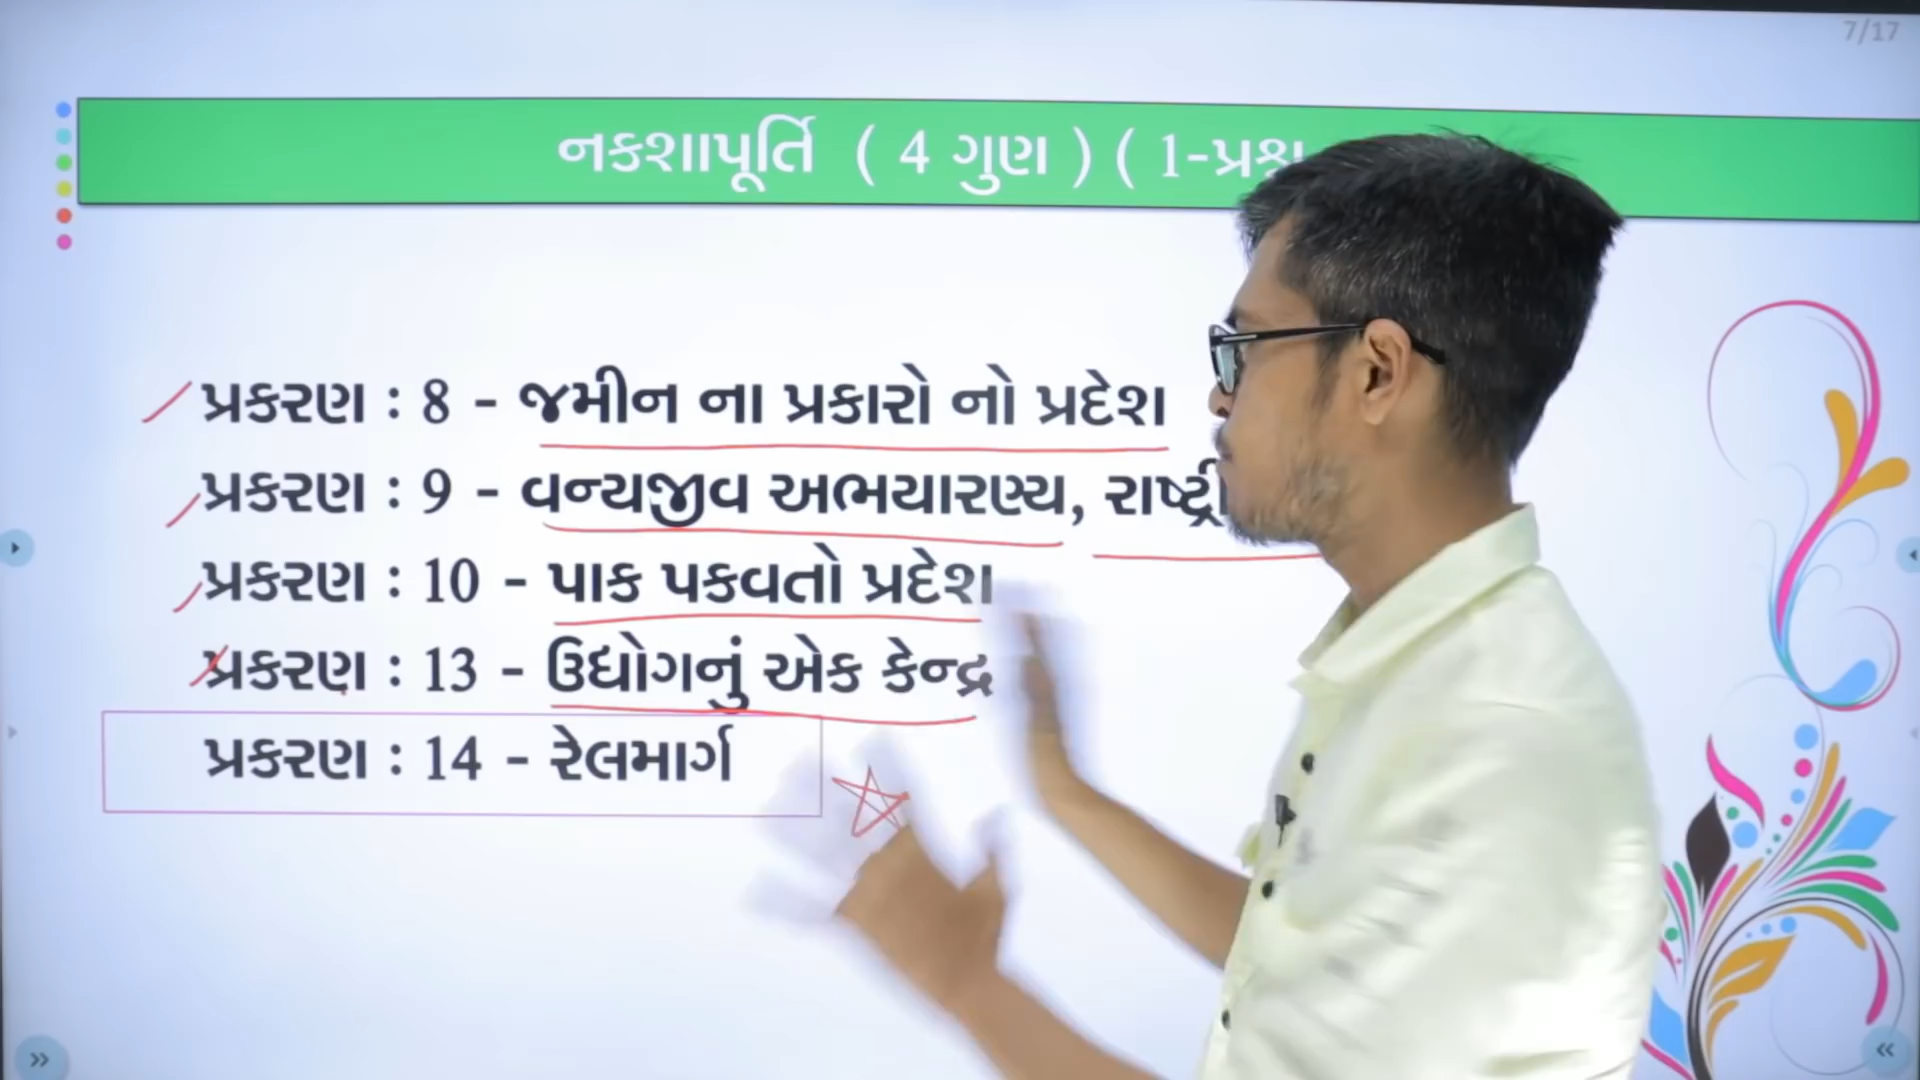 7/17
નકશાપૂર્તિ ( 4 ગુણ ) ( 1-પ્રશ્ન
પ્રકરણ : 8 - જમીન ના પ્રકારો નો પ્રદેશ
પ્રકરણ : 9 - વન્યજીવ અભયારણ્ય,
પ્રકરણ : 10 - પાક પકવતો પ્રદેશ
પ્રકરણ : 13 - ઉદ્યોગનું એક કેન્દ્ર
પ્રકરણ : 14 - રેલમાર્ગ